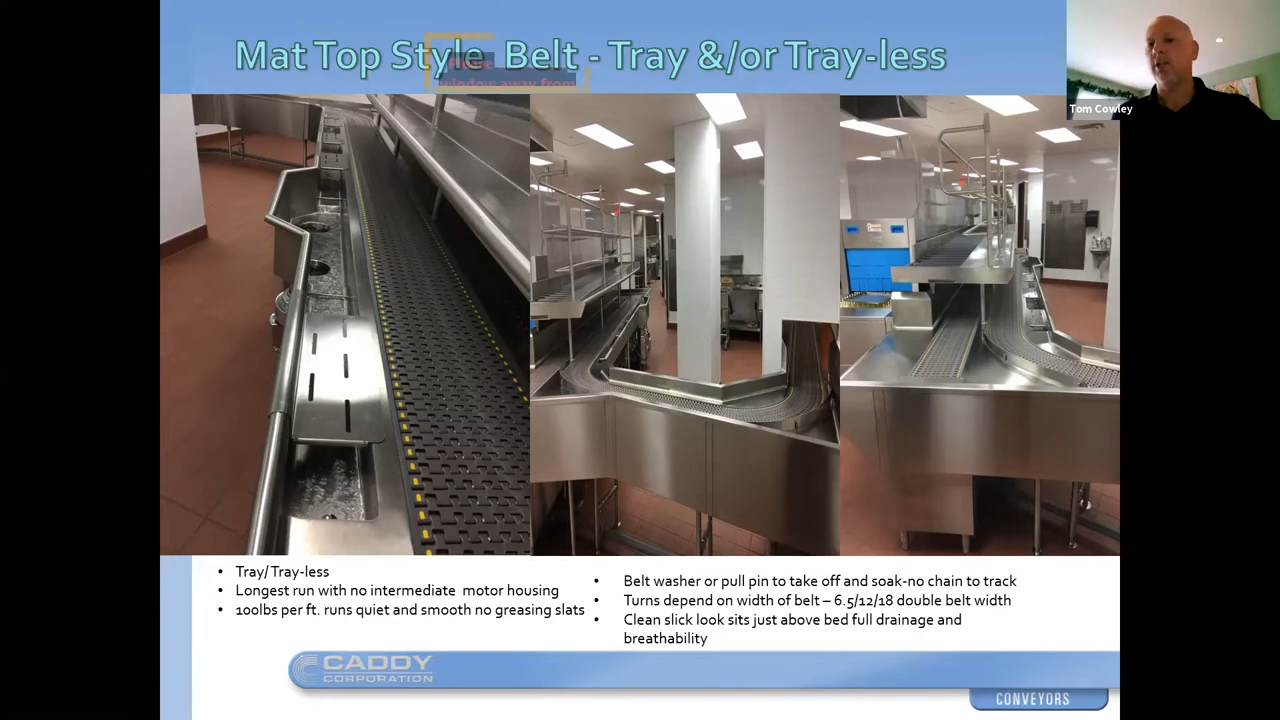 Mat Top Style Belt - Tray &/or Tray-less
window away from
Tom Cowley
• Tray/ Tray-less
• Longest run with no intermediate motor housing
• 100lbs per ft. runs quiet and smooth no greasing slats
• Belt washer or pull pin to take off and soak-no chain to track
• Turns depend on width of belt – 6.5/12/18 double belt width
• Clean slick look sits just above bed full drainage and
breathability
CADDY
CORPORATION
CONVEYORS